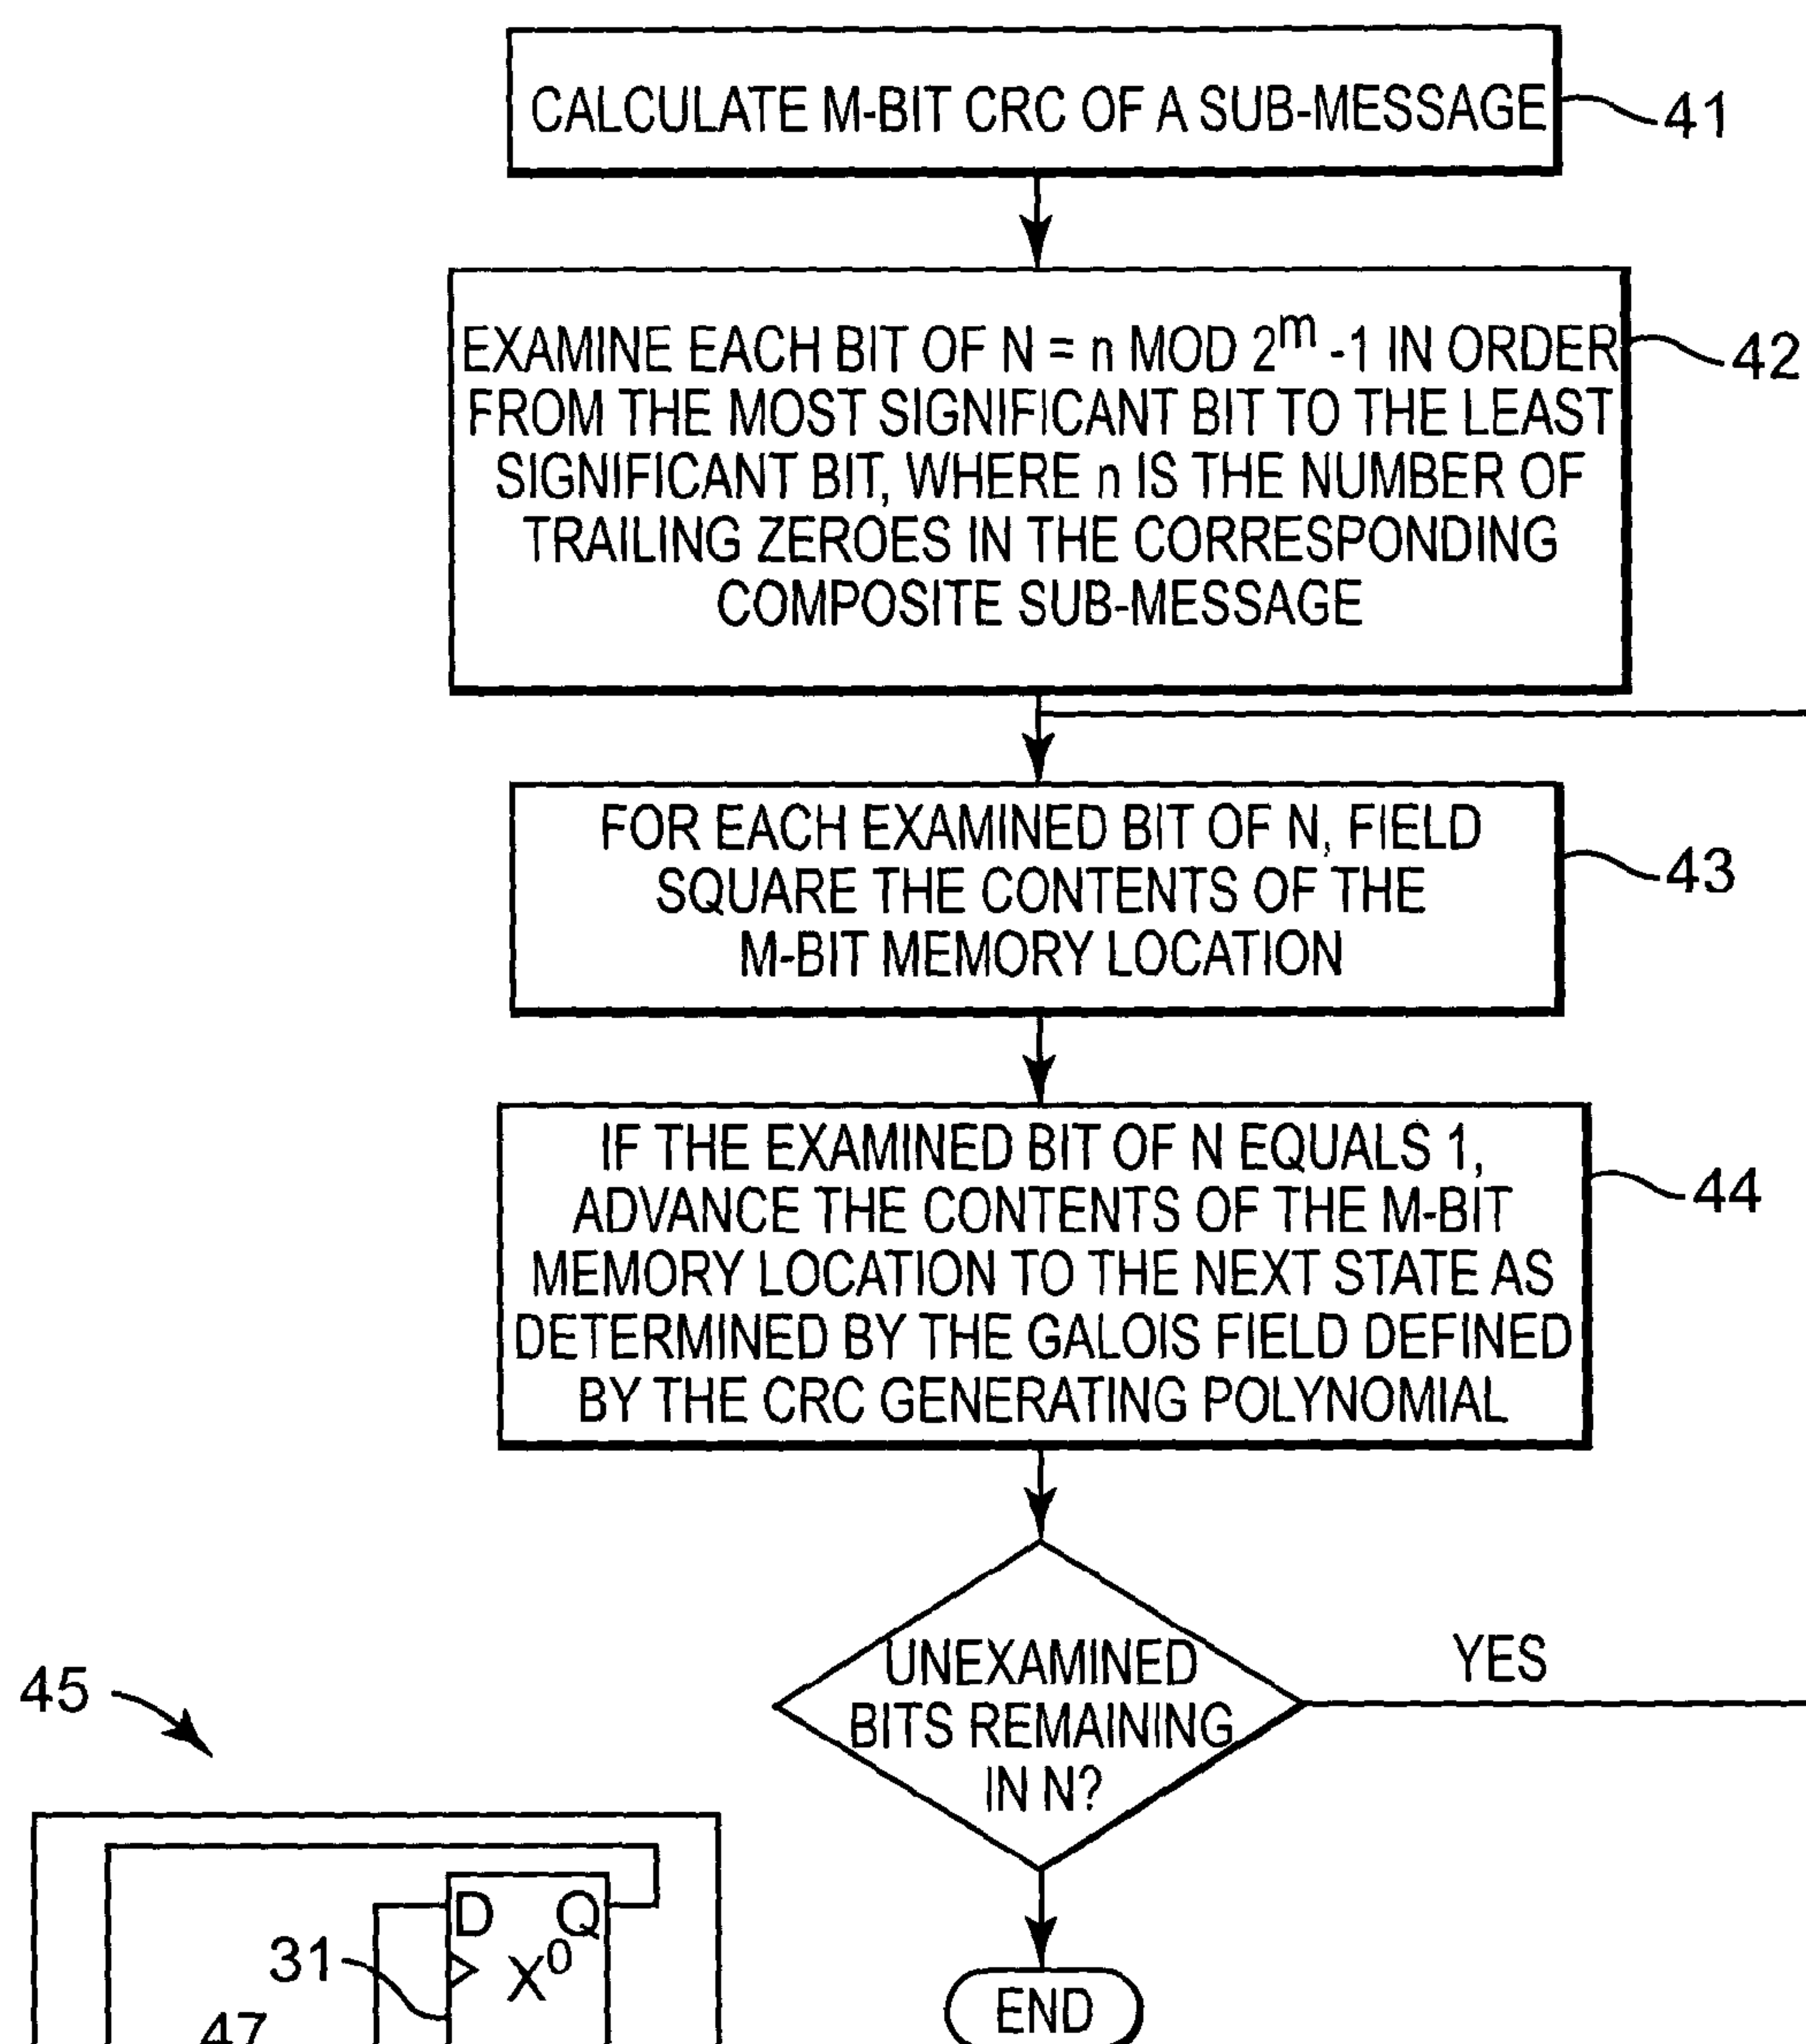 CALCULATE M-BIT CRC OF A SUB-MESSAGE
41
EXAMINE EACH BIT OF N = n MOD 2^m -1 IN ORDER
FROM THE MOST SIGNIFICANT BIT TO THE LEAST
SIGNIFICANT BIT, WHERE n IS THE NUMBER OF
TRAILING ZEROES IN THE CORRESPONDING
COMPOSITE SUB-MESSAGE
42
FOR EACH EXAMINED BIT OF N, FIELD
SQUARE THE CONTENTS OF THE
M-BIT MEMORY LOCATION
43
IF THE EXAMINED BIT OF N EQUALS 1,
ADVANCE THE CONTENTS OF THE M-BIT
MEMORY LOCATION TO THE NEXT STATE AS
DETERMINED BY THE GALOIS FIELD DEFINED
BY THE CRC GENERATING POLYNOMIAL
44
UNEXAMINED
BITS REMAINING
IN N?
YES
45
D Q
X^0
31
47
END